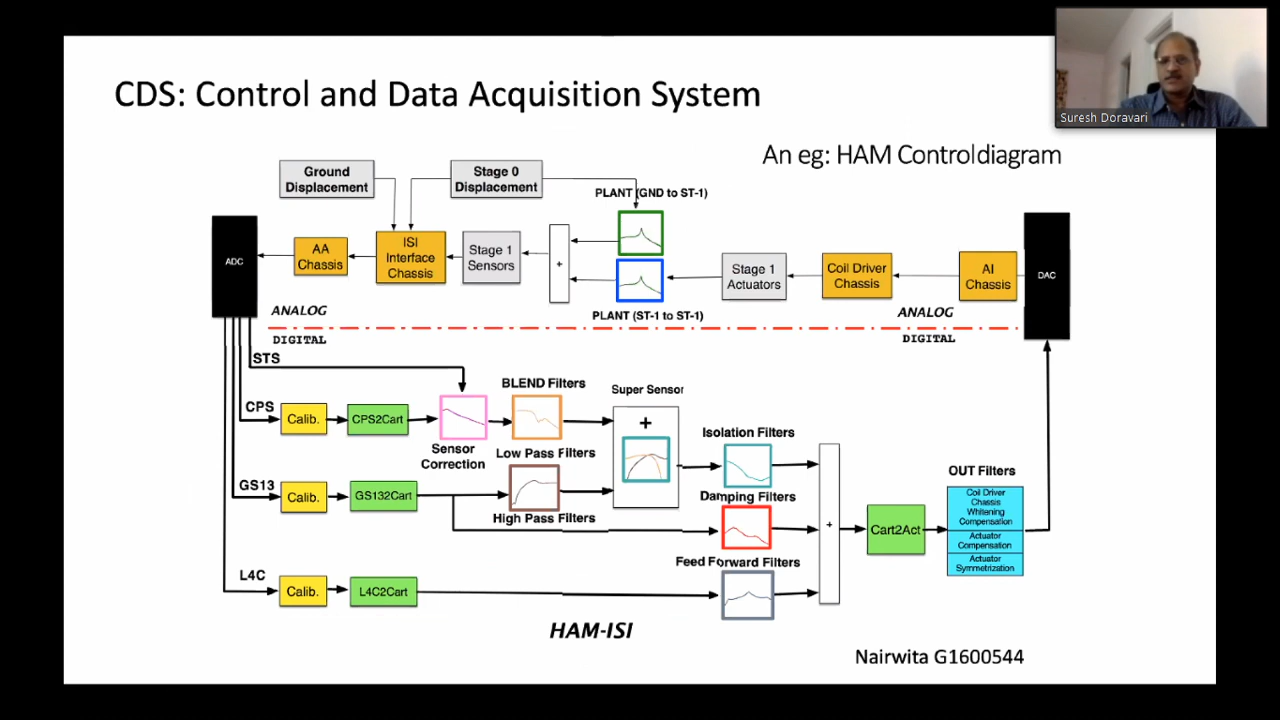 CDS: Control and Data Acquisition System
Suresh Doravari
An eg: HAM Controldiagram
Ground
Displacement
Stage 0
Displacement
PLANT (GND to ST-1)
ADC
AA
Chassis
ISI
Interface
Chassis
Stage 1
Sensors
+
Stage 1
Actuators
Coil Driver
Chassis
AI
Chassis
DAC
PLANT (ST-1 to ST-1)
ANALOG
ANALOG
DIGITAL
DIGITAL
STS
BLEND Filters
Super Sensor
CPS
Calib.
CPS2Cart
+
Sensor
Correction
Low Pass Filters
Isolation Filters
GS13
Calib.
GS132Cart
High Pass Filters
Damping Filters
OUT Filters
Coil Driver
Chassis
Whitening
Compensation
+
Cart2Act
Actuator
Compensation
Actuator
Symmetrization
Feed Forward Filters
L4C
Calib.
L4C2Cart
HAM-ISI
Nairwita G1600544